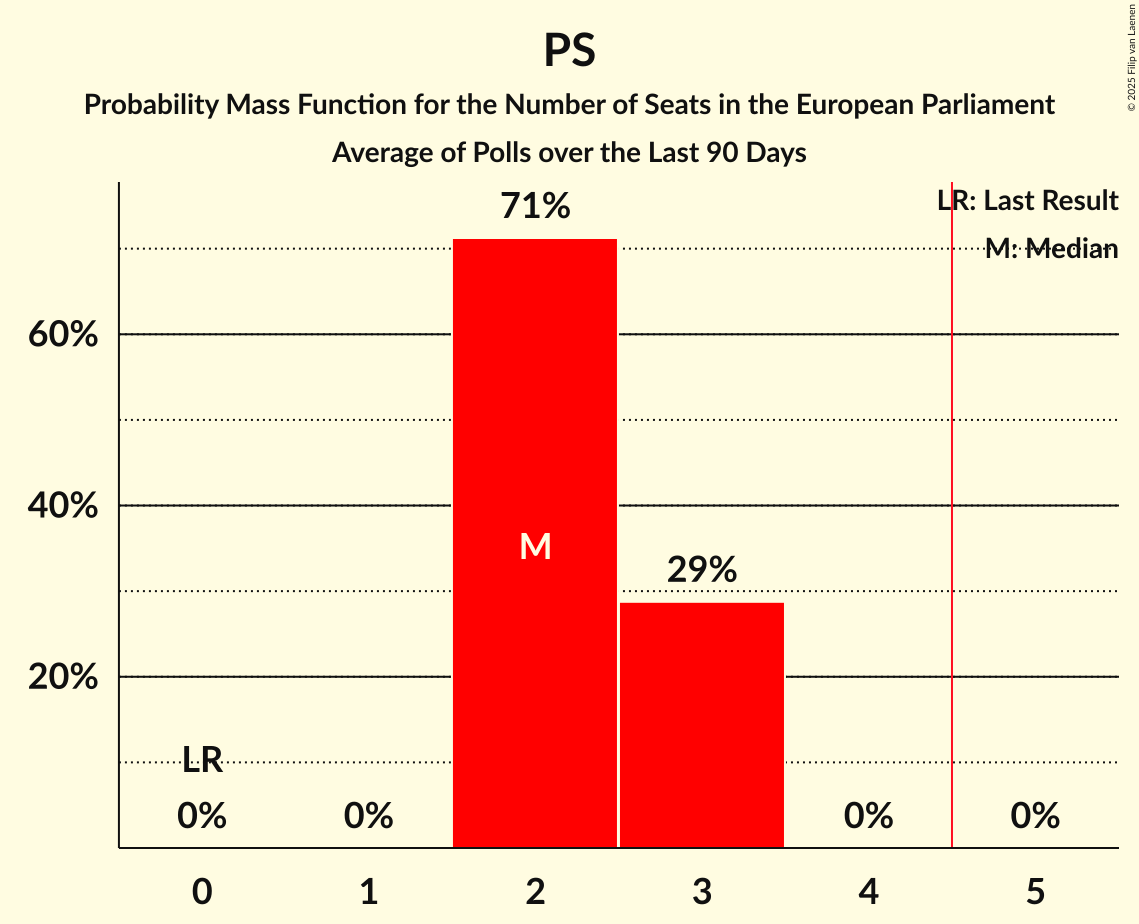 PS
Probability Mass Function for the Number of Seats in the European Parliament
Average of Polls over the Last 90 Days
© 2025 Filip van Laenen
LR: Last Result
M: Median
71%
60%
40%
M
29%
20%
LR
0%
0%
0%
0%
0 1 2 3 4 5